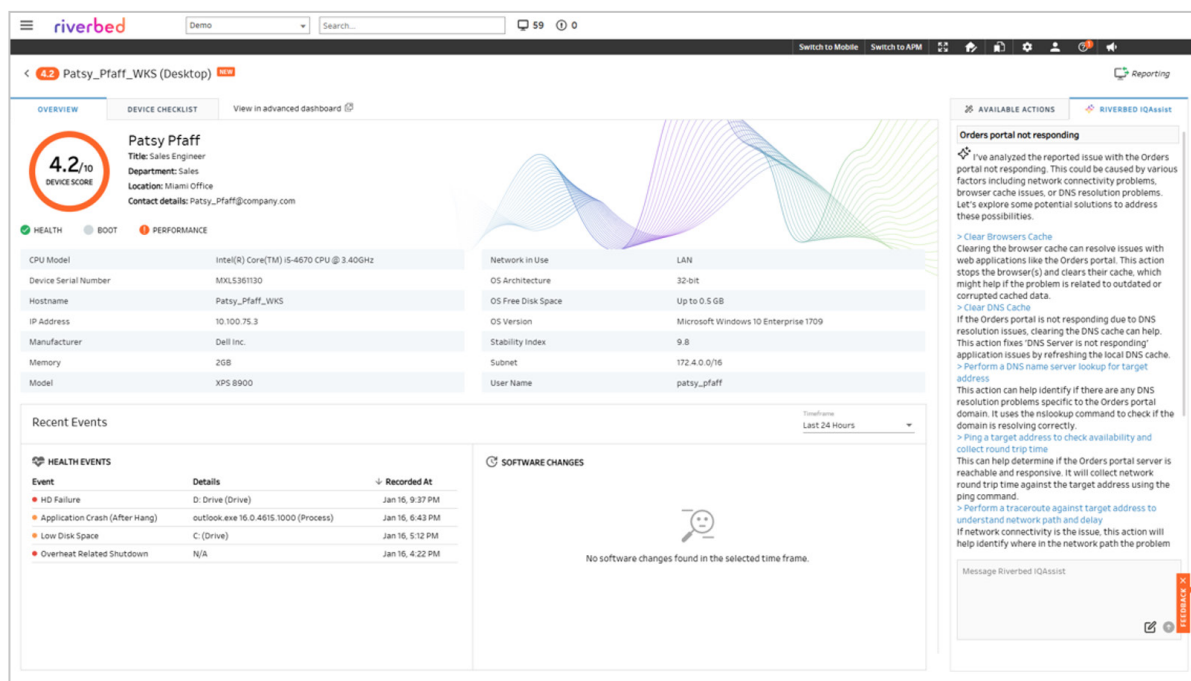 riverbed
Demo
Search...
59
0
Switch to Mobile
Switch to APM
4.2 Patsy_Pfaff_WKS (Desktop) NEW
Reporting
OVERVIEW
DEVICE CHECKLIST
View in advanced dashboard
4.2/10
DEVICE SCORE
Patsy Pfaff
Title: Sales Engineer
Department: Sales
Location: Miami Office
Contact details: Patsy_Pfaff@company.com
HEALTH
BOOT
PERFORMANCE
CPU Model Intel(R) Core(TM) i5-4670 CPU @ 3.40GHz
Device Serial Number MXL5361130
Hostname Patsy_Pfaff_WKS
IP Address 10.100.75.3
Manufacturer Dell Inc.
Memory 2GB
Model XPS 8900
Network in Use LAN
OS Architecture 32-bit
OS Free Disk Space Up to 0.5 GB
OS Version Microsoft Windows 10 Enterprise 1709
Stability Index 9.8
Subnet 172.4.0.0/16
User Name patsy_pfaff
Recent Events
Timeframe
Last 24 Hours
HEALTH EVENTS
Event Details Recorded At
HD Failure D: Drive (Drive) Jan 16, 9:37 PM
Application Crash (After Hang) outlook.exe 16.0.4615.1000 (Process) Jan 16, 6:43 PM
Low Disk Space C: (Drive) Jan 16, 5:12 PM
Overheat Related Shutdown N/A Jan 16, 4:22 PM
SOFTWARE CHANGES
No software changes found in the selected time frame.
AVAILABLE ACTIONS
RIVERBED IQAssist
Orders portal not responding
I've analyzed the reported issue with the Orders
portal not responding. This could be caused by various
factors including network connectivity problems,
browser cache issues, or DNS resolution problems.
Let's explore some potential solutions to address
these possibilities.
> Clear Browsers Cache
Clearing the browser cache can resolve issues with
web applications like the Orders portal. This action
stops the browser(s) and clears their cache, which
might help if the problem is related to outdated or
corrupted cached data.
> Clear DNS Cache
If the Orders portal is not responding due to DNS
resolution issues, clearing the DNS cache can help.
This action fixes 'DNS Server is not responding'
application issues by refreshing the local DNS cache.
> Perform a DNS name server lookup for target
address
This action can help identify if there are any DNS
resolution problems specific to the Orders portal
domain. It uses the nslookup command to check if the
domain is resolving correctly.
> Ping a target address to check availability and
collect round trip time
This can help determine if the Orders portal server is
reachable and responsive. It will collect network
round trip time against the target address using the
ping command.
> Perform a traceroute against target address to
understand network path and delay
If network connectivity is the issue, this action will
help identify where in the network path the problem
Message Riverbed IQAssist
FEEDBACK X